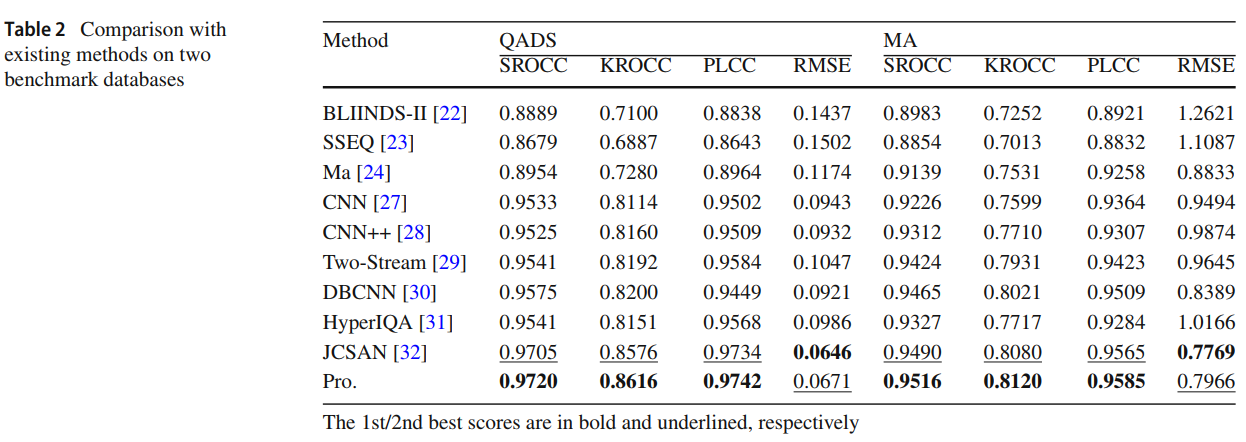 Table 2 Comparison with
existing methods on two
benchmark databases
Method QADS MA
SROCC KROCC PLCC RMSE SROCC KROCC PLCC RMSE
BLIINDS-II [22] 0.8889 0.7100 0.8838 0.1437 0.8983 0.7252 0.8921 1.2621
SSEQ [23] 0.8679 0.6887 0.8643 0.1502 0.8854 0.7013 0.8832 1.1087
Ma [24] 0.8954 0.7280 0.8964 0.1174 0.9139 0.7531 0.9258 0.8833
CNN [27] 0.9533 0.8114 0.9502 0.0943 0.9226 0.7599 0.9364 0.9494
CNN++ [28] 0.9525 0.8160 0.9509 0.0932 0.9312 0.7710 0.9307 0.9874
Two-Stream [29] 0.9541 0.8192 0.9584 0.1047 0.9424 0.7931 0.9423 0.9645
DBCNN [30] 0.9575 0.8200 0.9449 0.0921 0.9465 0.8021 0.9509 0.8389
HyperIQA [31] 0.9541 0.8151 0.9568 0.0986 0.9327 0.7717 0.9284 1.0166
JCSAN [32] 0.9705 0.8576 0.9734 0.0646 0.9490 0.8080 0.9565 0.7769
Pro. 0.9720 0.8616 0.9742 0.0671 0.9516 0.8120 0.9585 0.7966
The 1st/2nd best scores are in bold and underlined, respectively